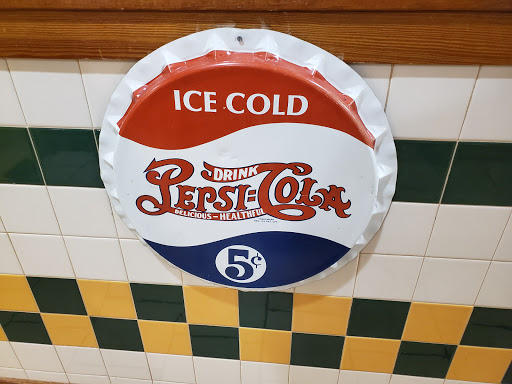 ICE COLD
DRINK
PEPSI=COLA
DELICIOUS-HEALTHFUL
5¢